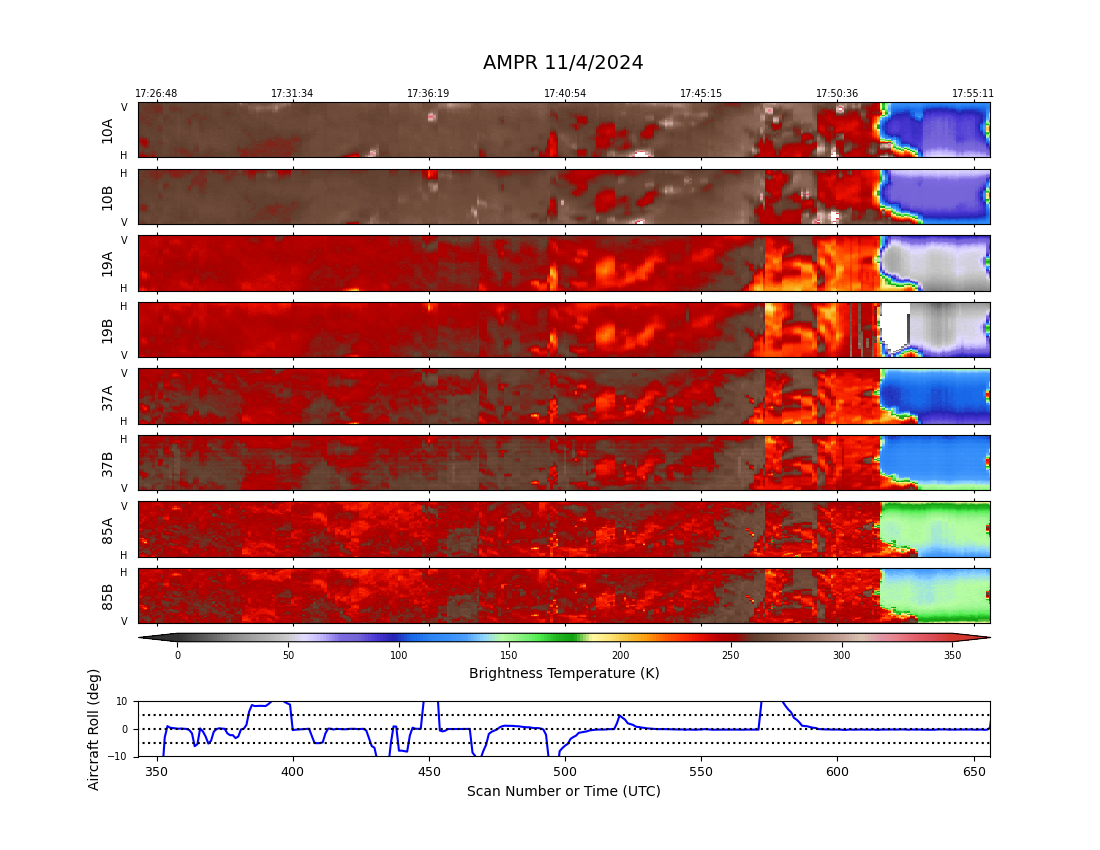 AMPR 11/4/2024
17:26:48 17:31:34 17:36:19 17:40:54 17:45:15 17:50:36 17:55:11
V
10A
H
H
10B
V
V
19A
H
H
19B
V
V
37A
H
H
37B
V
V
85A
H
H
85B
V
0 50 100 150 200 250 300 350
Brightness Temperature (K)
Aircraft Roll (deg)
10
0
−10
350 400 450 500 550 600 650
Scan Number or Time (UTC)